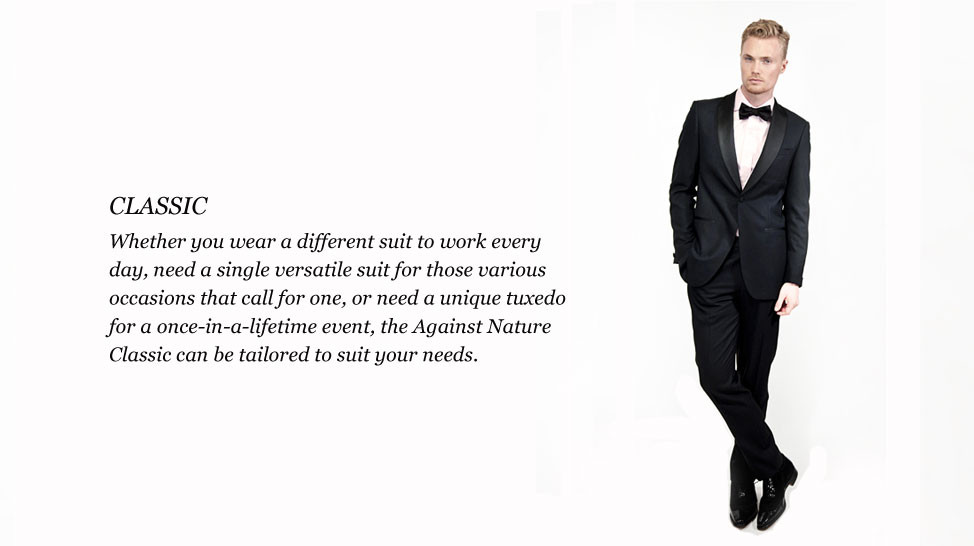 CLASSIC
Whether you wear a different suit to work every
day, need a single versatile suit for those various
occasions that call for one, or need a unique tuxedo
for a once-in-a-lifetime event, the Against Nature
Classic can be tailored to suit your needs.